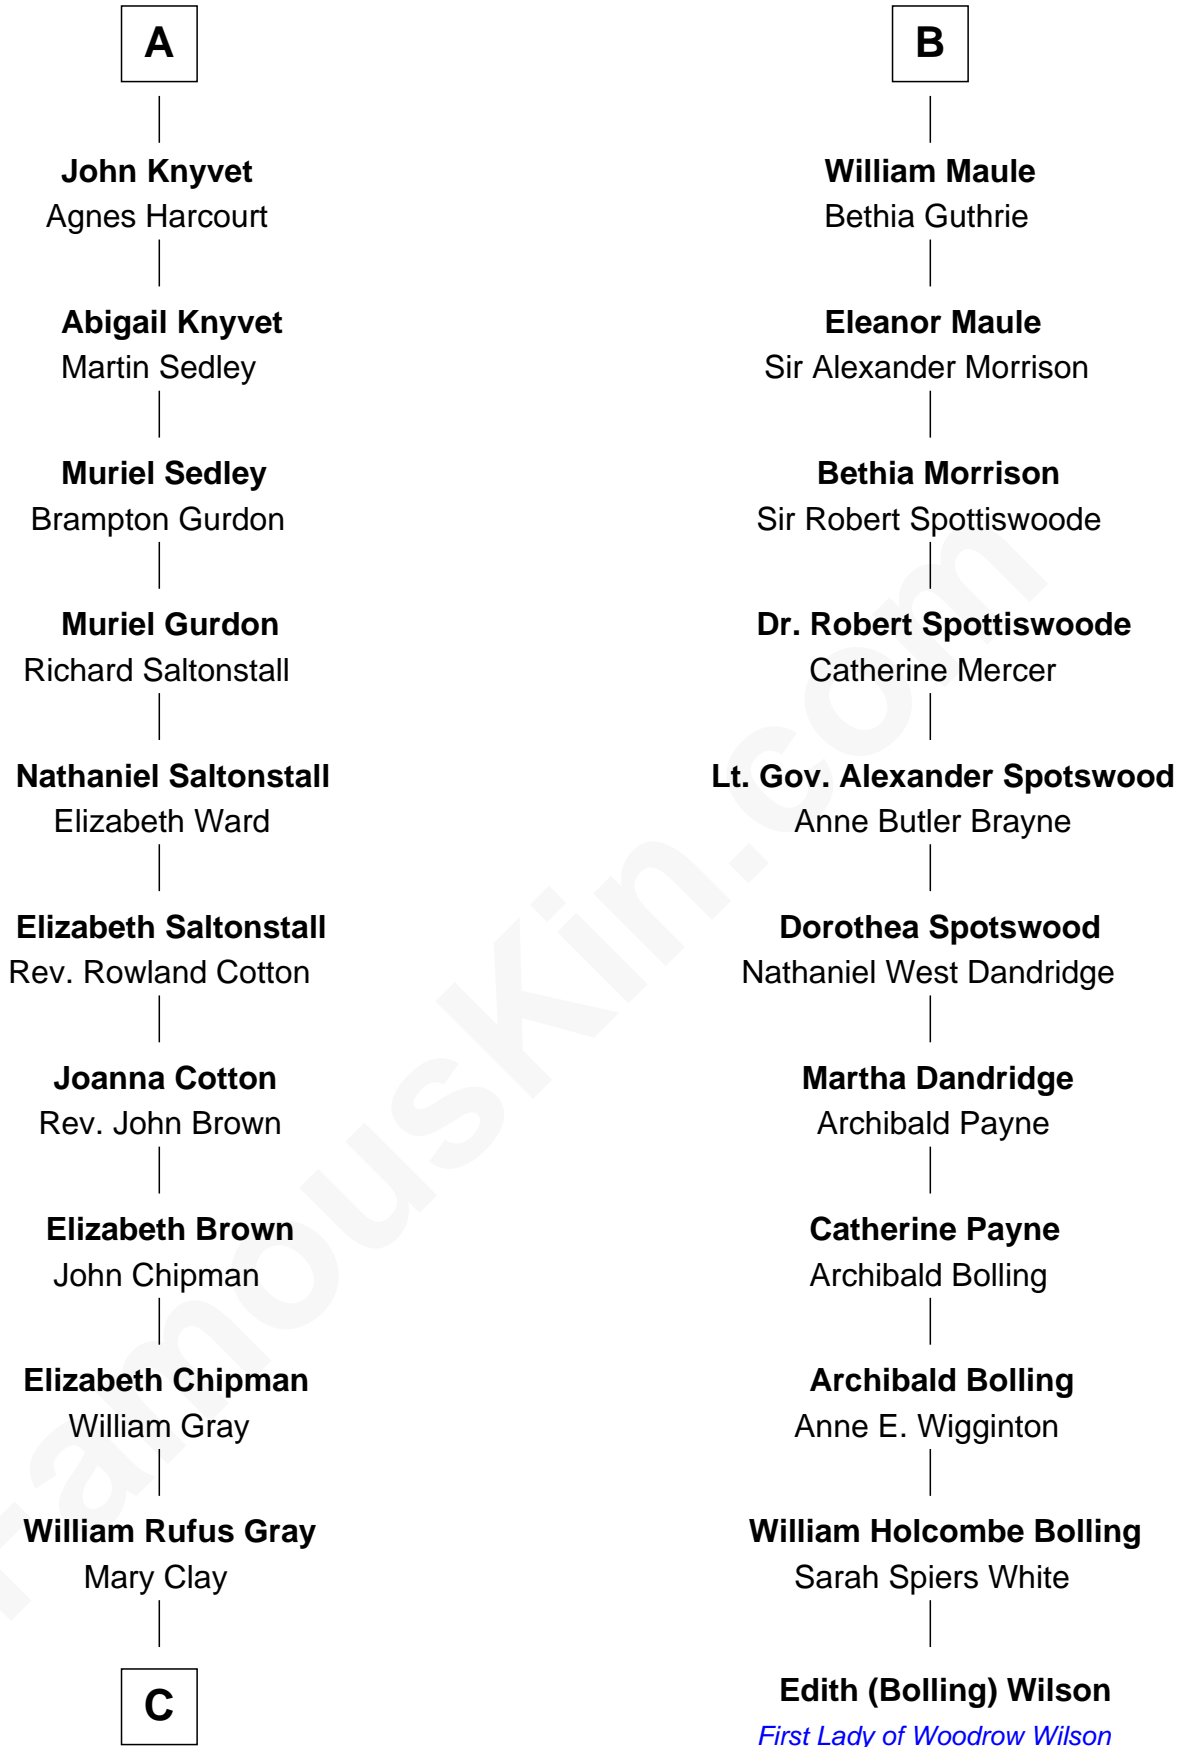 A
John Knyvet
Agnes Harcourt
Abigail Knyvet
Martin Sedley
Muriel Sedley
Brampton Gurdon
Muriel Gurdon
Richard Saltonstall
Nathaniel Saltonstall
Elizabeth Ward
Elizabeth Saltonstall
Rev. Rowland Cotton
Joanna Cotton
Rev. John Brown
Elizabeth Brown
John Chipman
Elizabeth Chipman
William Gray
William Rufus Gray
Mary Clay
C
B
William Maule
Bethia Guthrie
Eleanor Maule
Sir Alexander Morrison
Bethia Morrison
Sir Robert Spottiswoode
Dr. Robert Spottiswoode
Catherine Mercer
Lt. Gov. Alexander Spotswood
Anne Butler Brayne
Dorothea Spotswood
Nathaniel West Dandridge
Martha Dandridge
Archibald Payne
Catherine Payne
Archibald Bolling
Archibald Bolling
Anne E. Wigginton
William Holcombe Bolling
Sarah Spiers White
Edith (Bolling) Wilson
First Lady of Woodrow Wilson
FamousKin.com